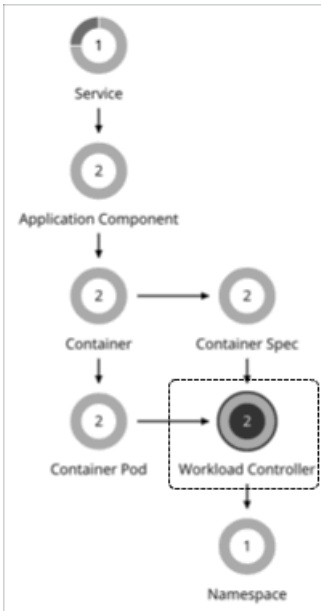 1
Service
2
Application Component
2 2
Container Container Spec
2 2
Container Pod Workload Controller
1
Namespace